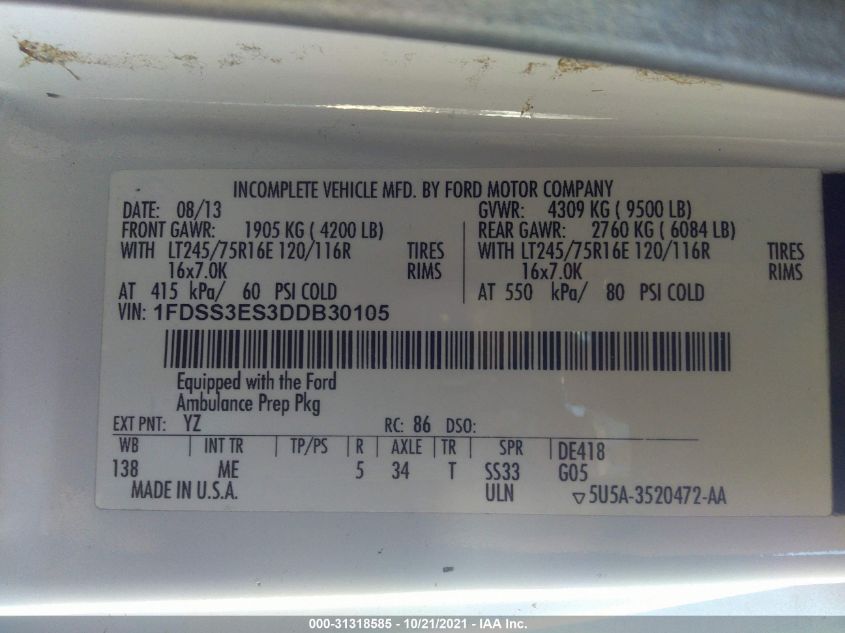 INCOMPLETE VEHICLE MFD. BY FORD MOTOR COMPANY
DATE: 08/13 GVWR: 4309 KG ( 9500 LB)
FRONT GAWR: 1905 KG ( 4200 LB) REAR GAWR: 2760 KG ( 6084 LB)
WITH LT245/75R16E 120/116R TIRES WITH LT245/75R16E 120/116R TIRES
16x7.0K RIMS 16x7.0K RIMS
AT 415 kPa/ 60 PSI COLD AT 550 kPa/ 80 PSI COLD
VIN: 1FDSS3ES3DDB30105
Equipped with the Ford
Ambulance Prep Pkg
EXT PNT: YZ RC: 86 DSO:
WB INT TR TP/PS R AXLE TR SPR DE418
138 ME 5 34 T SS33 G05
MADE IN U.S.A. ULN ▽5U5A-3520472-AA
000-31318585 - 10/21/2021 - IAA Inc.